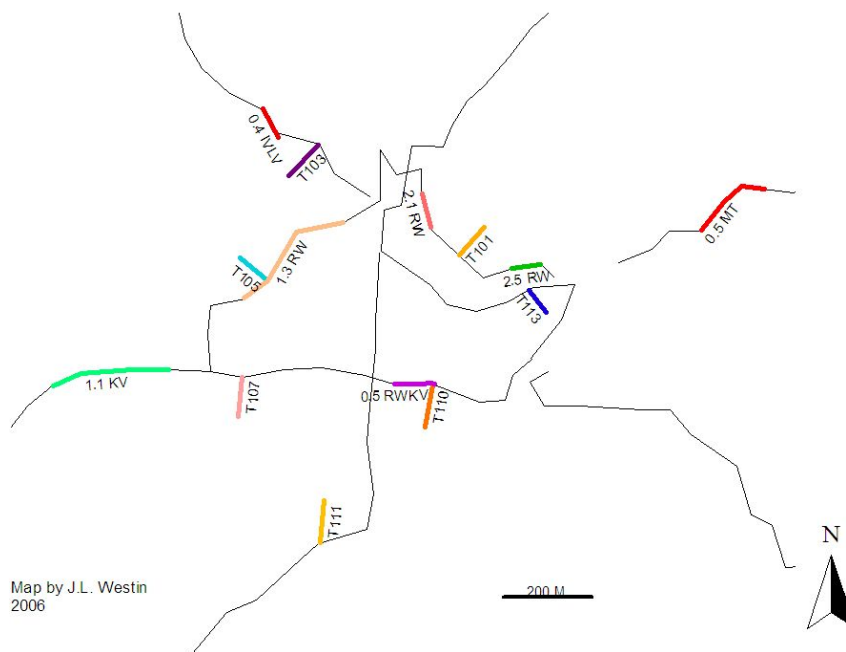 0.4 IVLV
T103
2.1 RW
T101
0.5 MT
T105
1.3 RW
2.5 RW
T113
1.1 KV
T107
0.5 RWKV
T110
T111
Map by J.L. Westin
2006
200 M
N